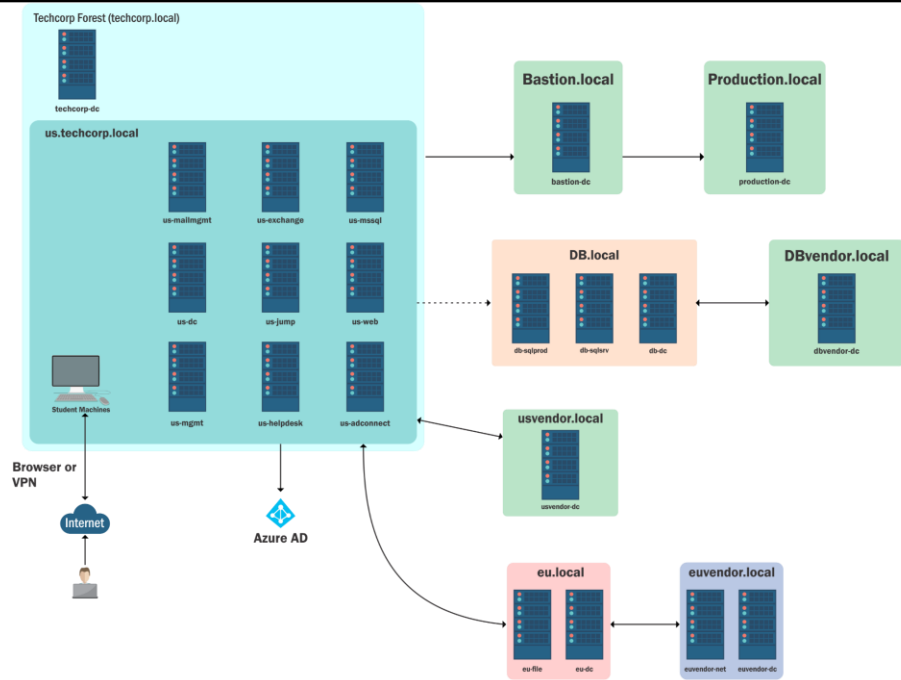 Techcorp Forest (techcorp.local)
techcorp-dc
us.techcorp.local
us-mailmgmt
us-exchange
us-mssql
us-dc
us-jump
us-web
Student Machines
us-mgmt
us-helpdesk
us-adconnect
Browser or
VPN
Internet
Azure AD
Bastion.local
bastion-dc
Production.local
production-dc
DB.local
db-sqlprod
db-sqlsrv
db-dc
DBvendor.local
dbvendor-dc
usvendor.local
usvendor-dc
eu.local
eu-file
eu-dc
euvendor.local
euvendor-net
euvendor-dc